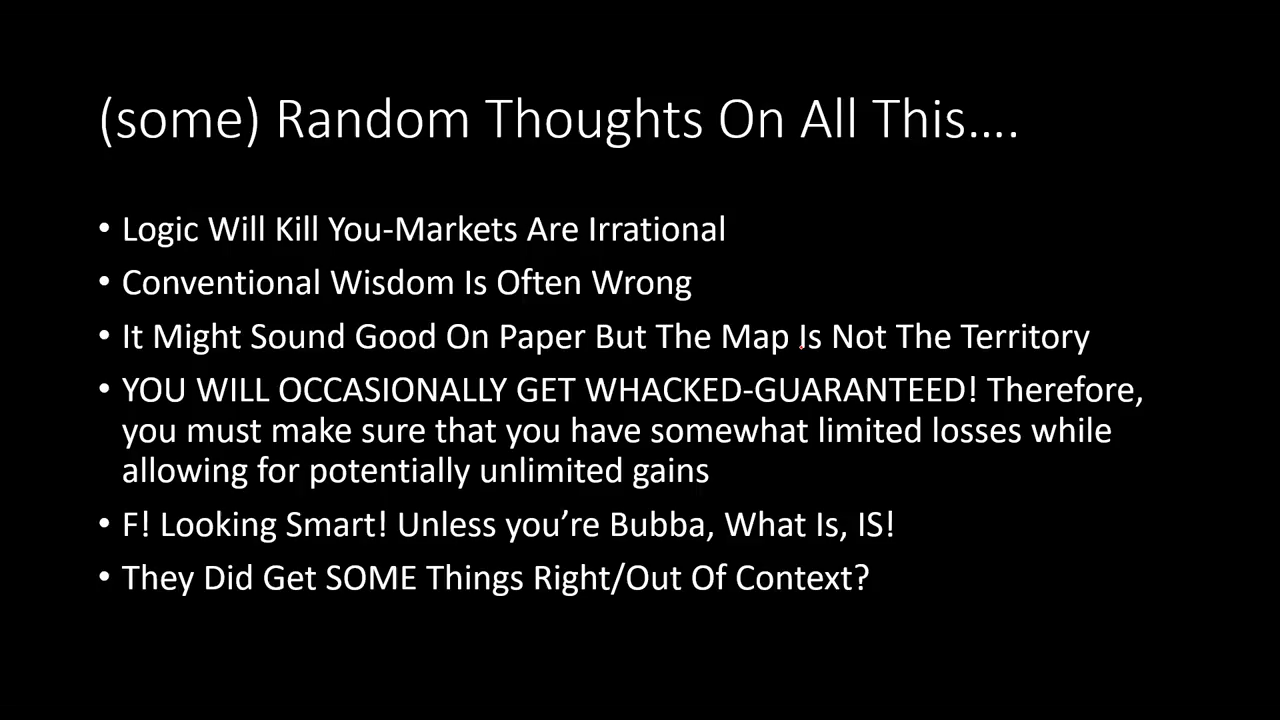 (some) Random Thoughts On All This....
• Logic Will Kill You-Markets Are Irrational
• Conventional Wisdom Is Often Wrong
• It Might Sound Good On Paper But The Map Is Not The Territory
• YOU WILL OCCASIONALLY GET WHACKED-GUARANTEED! Therefore,
you must make sure that you have somewhat limited losses while
allowing for potentially unlimited gains
• F! Looking Smart! Unless you’re Bubba, What Is, IS!
• They Did Get SOME Things Right/Out Of Context?